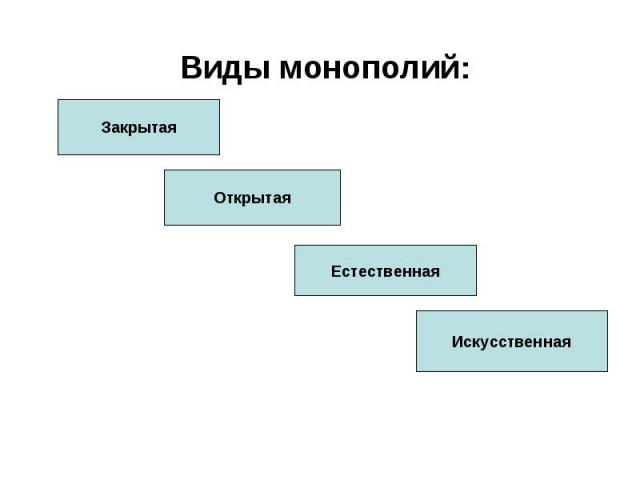 Виды монополий:
Закрытая
Открытая
Естественная
Искусственная